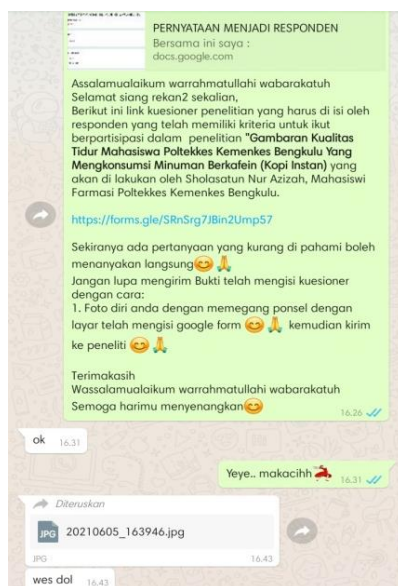 PERNYATAAN MENJADI RESPONDEN
Bersama ini saya :
docs.google.com
Assalamualaikum warrahmatullahi wabarakatuh
Selamat siang rekan2 sekalian,
Berikut ini link kuesioner penelitian yang harus di isi oleh
responden yang telah memiliki kriteria untuk ikut
berpartisipasi dalam penelitian "Gambaran Kualitas
Tidur Mahasiswa Poltekkes Kemenkes Bengkulu Yang
Mengkonsumsi Minuman Berkafein (Kopi Instan) yang
akan di lakukan oleh Sholasatun Nur Azizah, Mahasiswi
Farmasi Poltekkes Kemenkes Bengkulu.
https://forms.gle/SRnSrg7JBin2Ump57
Sekiranya ada pertanyaan yang kurang di pahami boleh
menanyakan langsung😊🙏
Jangan lupa mengirim Bukti telah mengisi kuesioner
dengan cara:
1. Foto diri anda dengan memegang ponsel dengan
layar telah mengisi google form 😊🙏 kemudian kirim
ke peneliti 😊🙏
Terimakasih
Wassalamualaikum warrahmatullahi wabarakatuh
Semoga harimu menyenangkan😊
16.26
ok 16.31
Yeye.. makacihh 16.31
Diteruskan
JPG 20210605_163946.jpg
JPG 16.43
wes dol 16.43